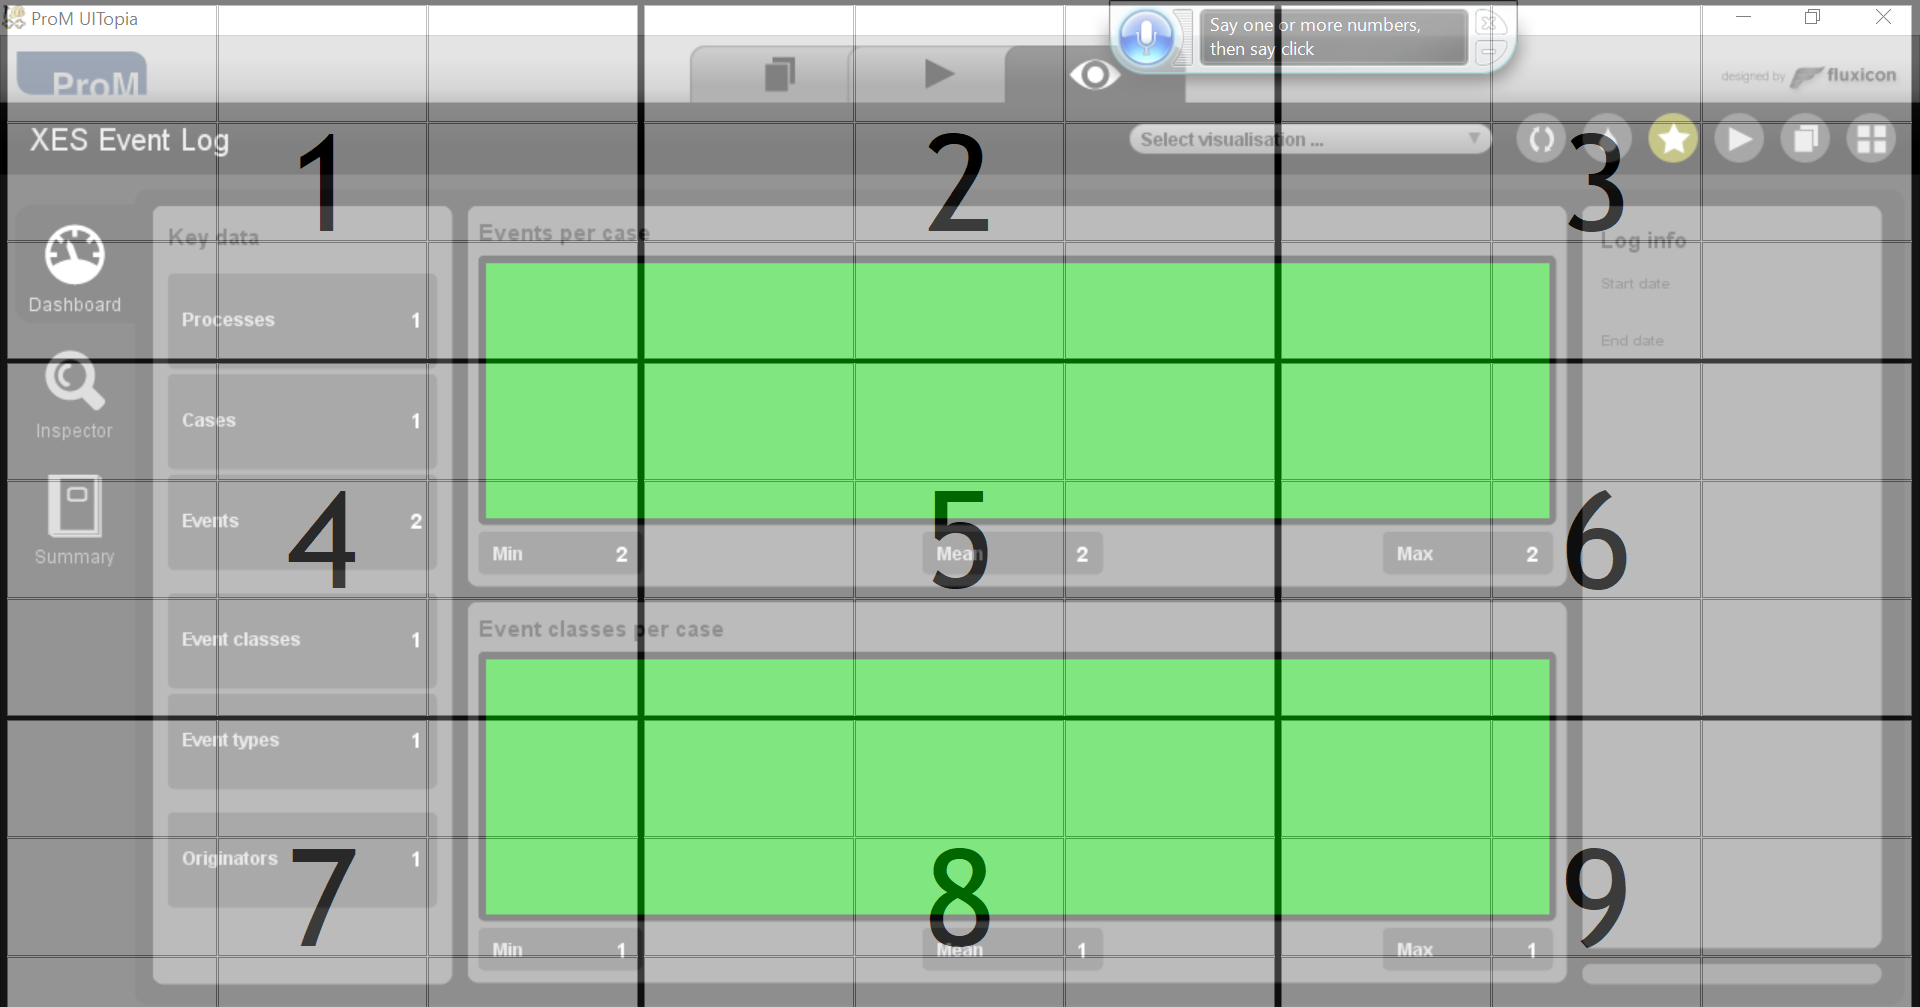 ProM UITopia
Say one or more numbers,
then say click
ProM
designed by fluxicon
XES Event Log
Select visualisation ...
1
2
3
Key data
Events per case
Log info
Dashboard
Processes 1
Start date
End date
Inspector
Cases 1
Summary
Events 2
4
5
6
Min 2
Mean 2
Max 2
Event classes 1
Event classes per case
Event types 1
Originators 1
7
8
9
Min 1
Mean 1
Max 1